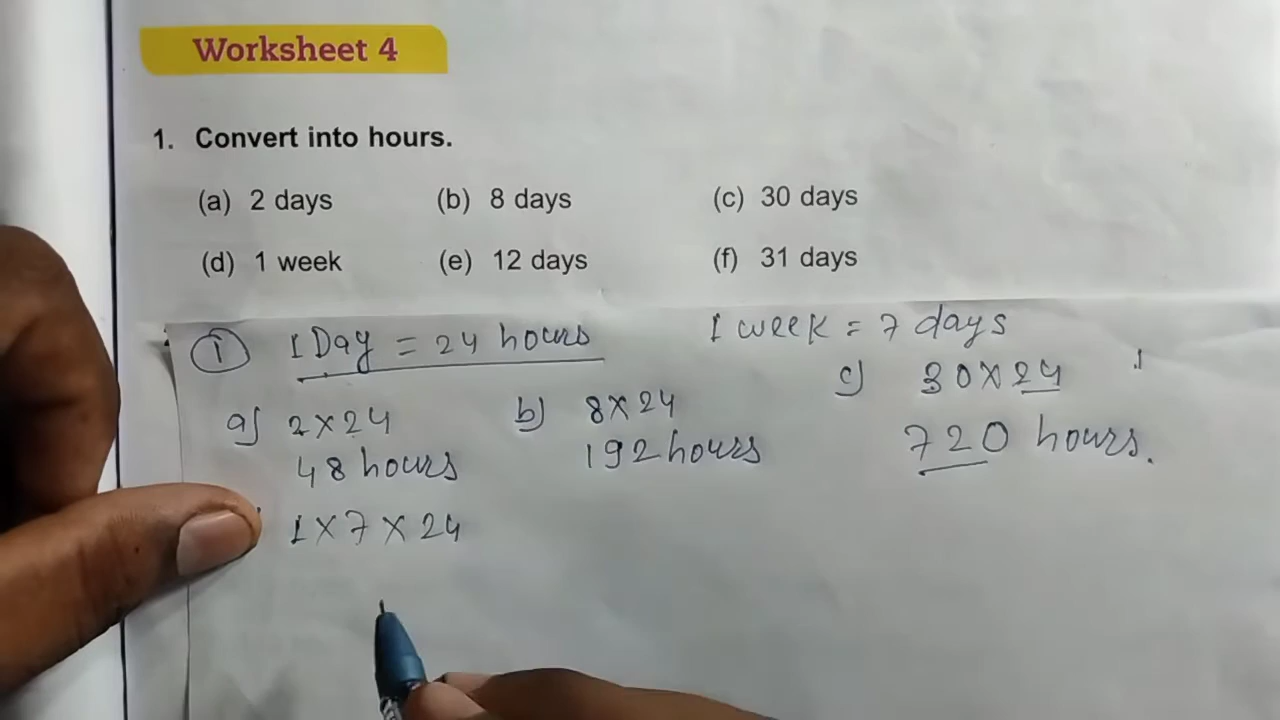 Worksheet 4
1. Convert into hours.
(a) 2 days (b) 8 days (c) 30 days
(d) 1 week (e) 12 days (f) 31 days
1 1 Day = 24 hours 1 week = 7 days
a) 2 × 24 b) 8 × 24 c) 30 × 24
48 hours 192 hours 720 hours.
1 × 7 × 24